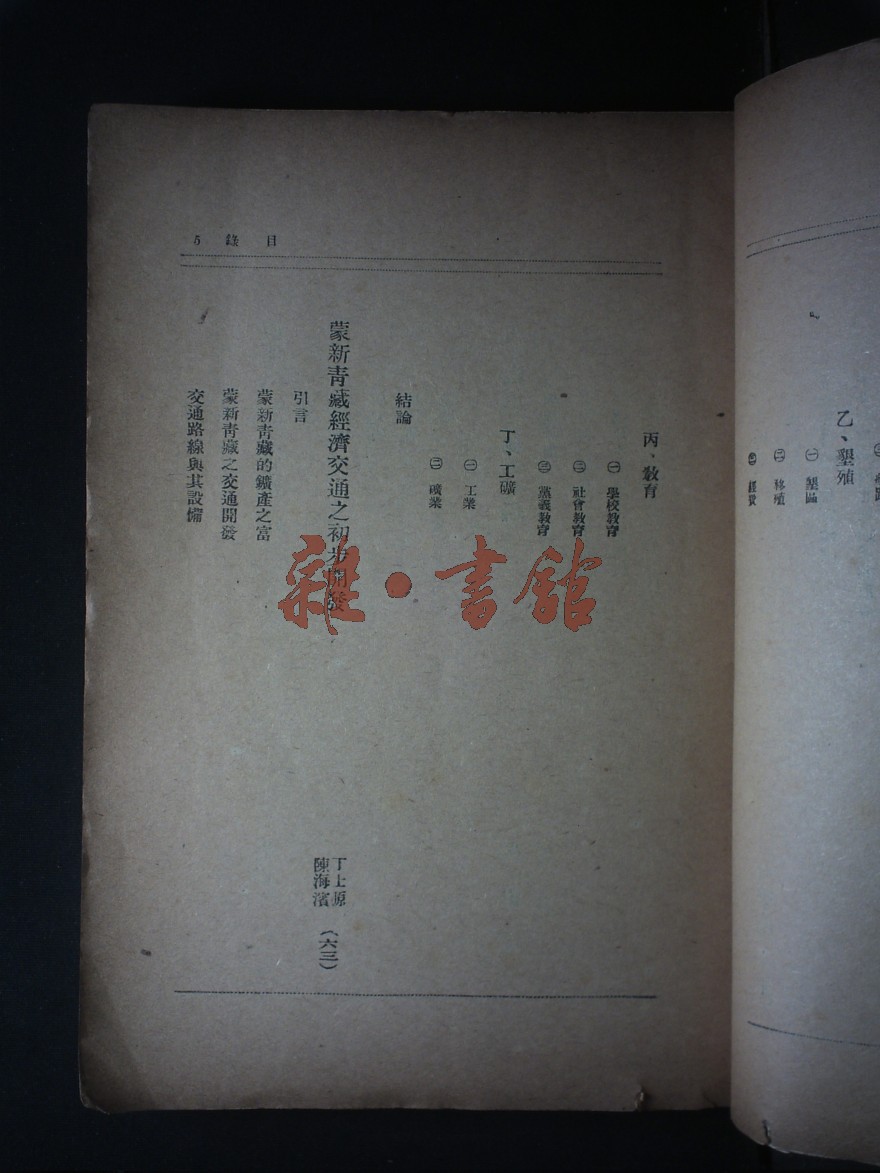 乙、墾殖
㊀ 墾區
㊁ 移殖
㊃ 經費
目錄 5
丙、教育
㊀ 學校教育
㊁ 社會教育
㊂ 黨義教育
丁、工礦
㊀ 工業
㊁ 礦業
結論
蒙新青藏經濟交通之初步開發 丁上原 陳海濱 (六三)
引言
蒙新青藏的鑛產之富
蒙新青藏之交通開發
交通路線與其設備
雜·書館